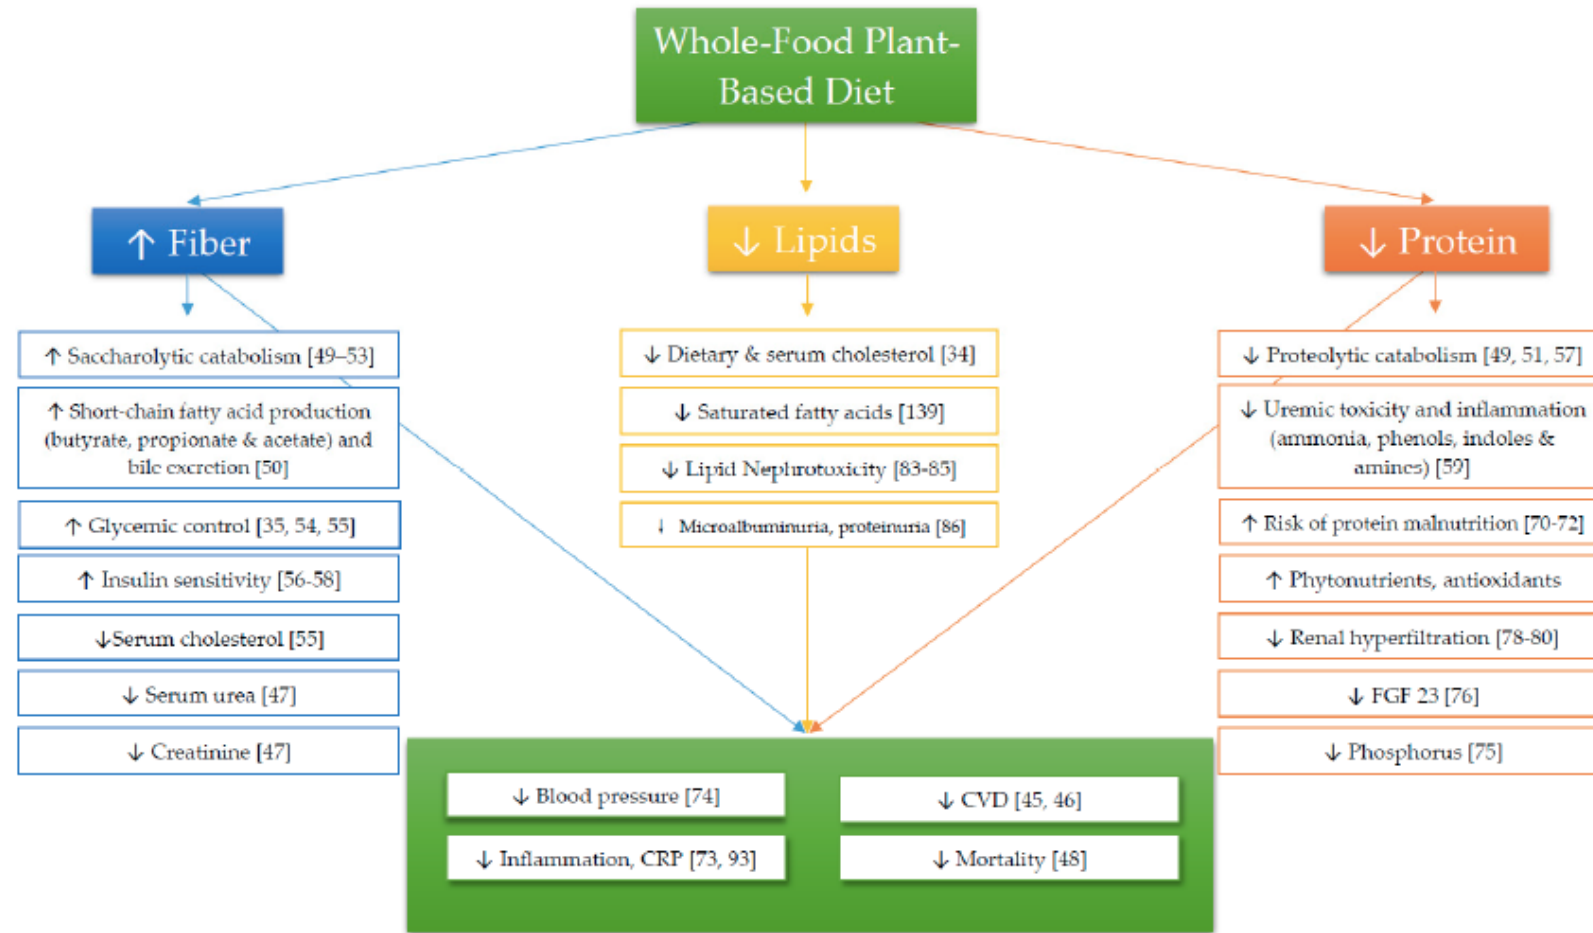 Whole-Food Plant-
Based Diet
↑ Fiber
↑ Saccharolytic catabolism [49–53]
↑ Short-chain fatty acid production
(butyrate, propionate & acetate) and
bile excretion [50]
↑ Glycemic control [35, 54, 55]
↑ Insulin sensitivity [56-58]
↓Serum cholesterol [55]
↓ Serum urea [47]
↓ Creatinine [47]
↓ Lipids
↓ Dietary & serum cholesterol [34]
↓ Saturated fatty acids [139]
↓ Lipid Nephrotoxicity [83-85]
↓ Microalbuminuria, proteinuria [86]
↓ Protein
↓ Proteolytic catabolism [49, 51, 57]
↓ Uremic toxicity and inflammation
(ammonia, phenols, indoles &
amines) [59]
↑ Risk of protein malnutrition [70-72]
↑ Phytonutrients, antioxidants
↓ Renal hyperfiltration [78-80]
↓ FGF 23 [76]
↓ Phosphorus [75]
↓ Blood pressure [74]
↓ CVD [45, 46]
↓ Inflammation, CRP [73, 93]
↓ Mortality [48]